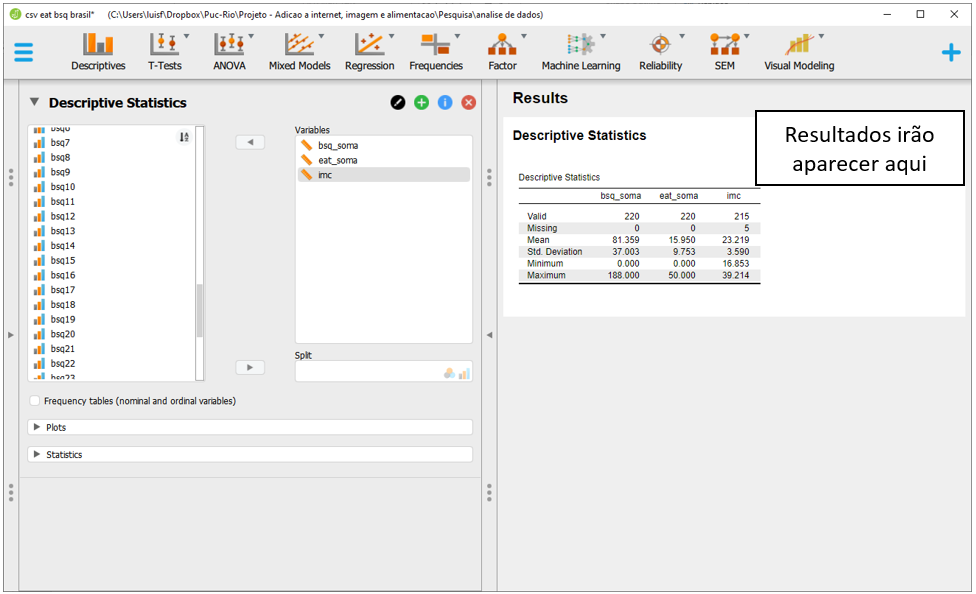 csv eat bsq brasil* (C:\Users\luisf\Dropbox\Puc-Rio\Projeto - Adicao a internet, imagem e alimentacao\Pesquisa\analise de dados)
Descriptives T-Tests ANOVA Mixed Models Regression Frequencies Factor Machine Learning Reliability SEM Visual Modeling
Descriptive Statistics
bsq6
bsq7
bsq8
bsq9
bsq10
bsq11
bsq12
bsq13
bsq14
bsq15
bsq16
bsq17
bsq18
bsq19
bsq20
bsq21
bsq22
bsq23
Variables
bsq_soma
eat_soma
imc
Split
Frequency tables (nominal and ordinal variables)
Plots
Statistics
Results
Descriptive Statistics
Resultados irão
aparecer aqui
Descriptive Statistics
bsq_soma eat_soma imc
Valid 220 220 215
Missing 0 0 5
Mean 81.359 15.950 23.219
Std. Deviation 37.003 9.753 3.590
Minimum 0.000 0.000 16.853
Maximum 188.000 50.000 39.214